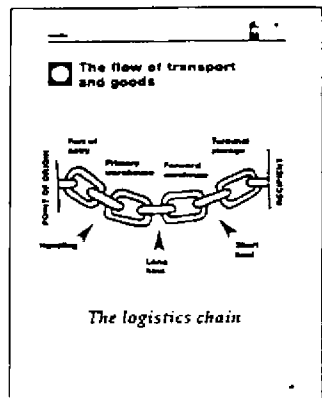 The flow of transport
and goods
Port of
entry
Primary
warehouse
Forward
warehouse
Terminal
storage
POINT OF ORIGIN
RECIPIENT
Handling
Long
haul
Short
haul
The logistics chain